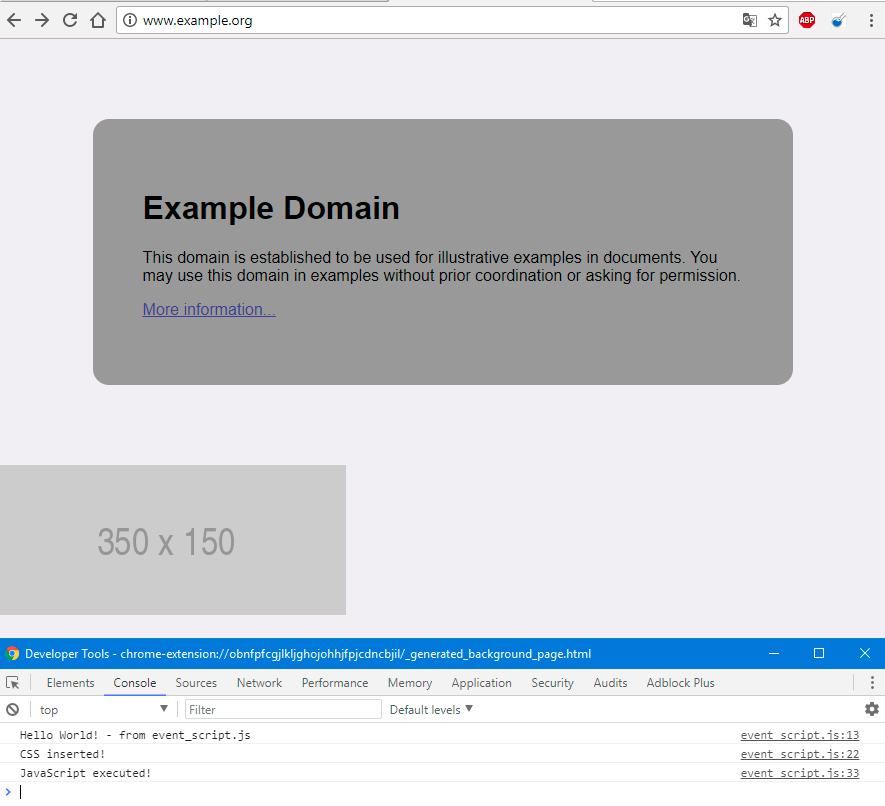 www.example.org
ABP
Example Domain
This domain is established to be used for illustrative examples in documents. You
may use this domain in examples without prior coordination or asking for permission.
More information...
350 x 150
Developer Tools - chrome-extension://obnfpfcgjlkljghojohhjfpjcdncbjil/_generated_background_page.html
Elements Console Sources Network Performance Memory Application Security Audits Adblock Plus
top Filter Default levels
Hello World! - from event_script.js event_script.js:13
CSS inserted! event_script.js:22
JavaScript executed! event_script.js:33